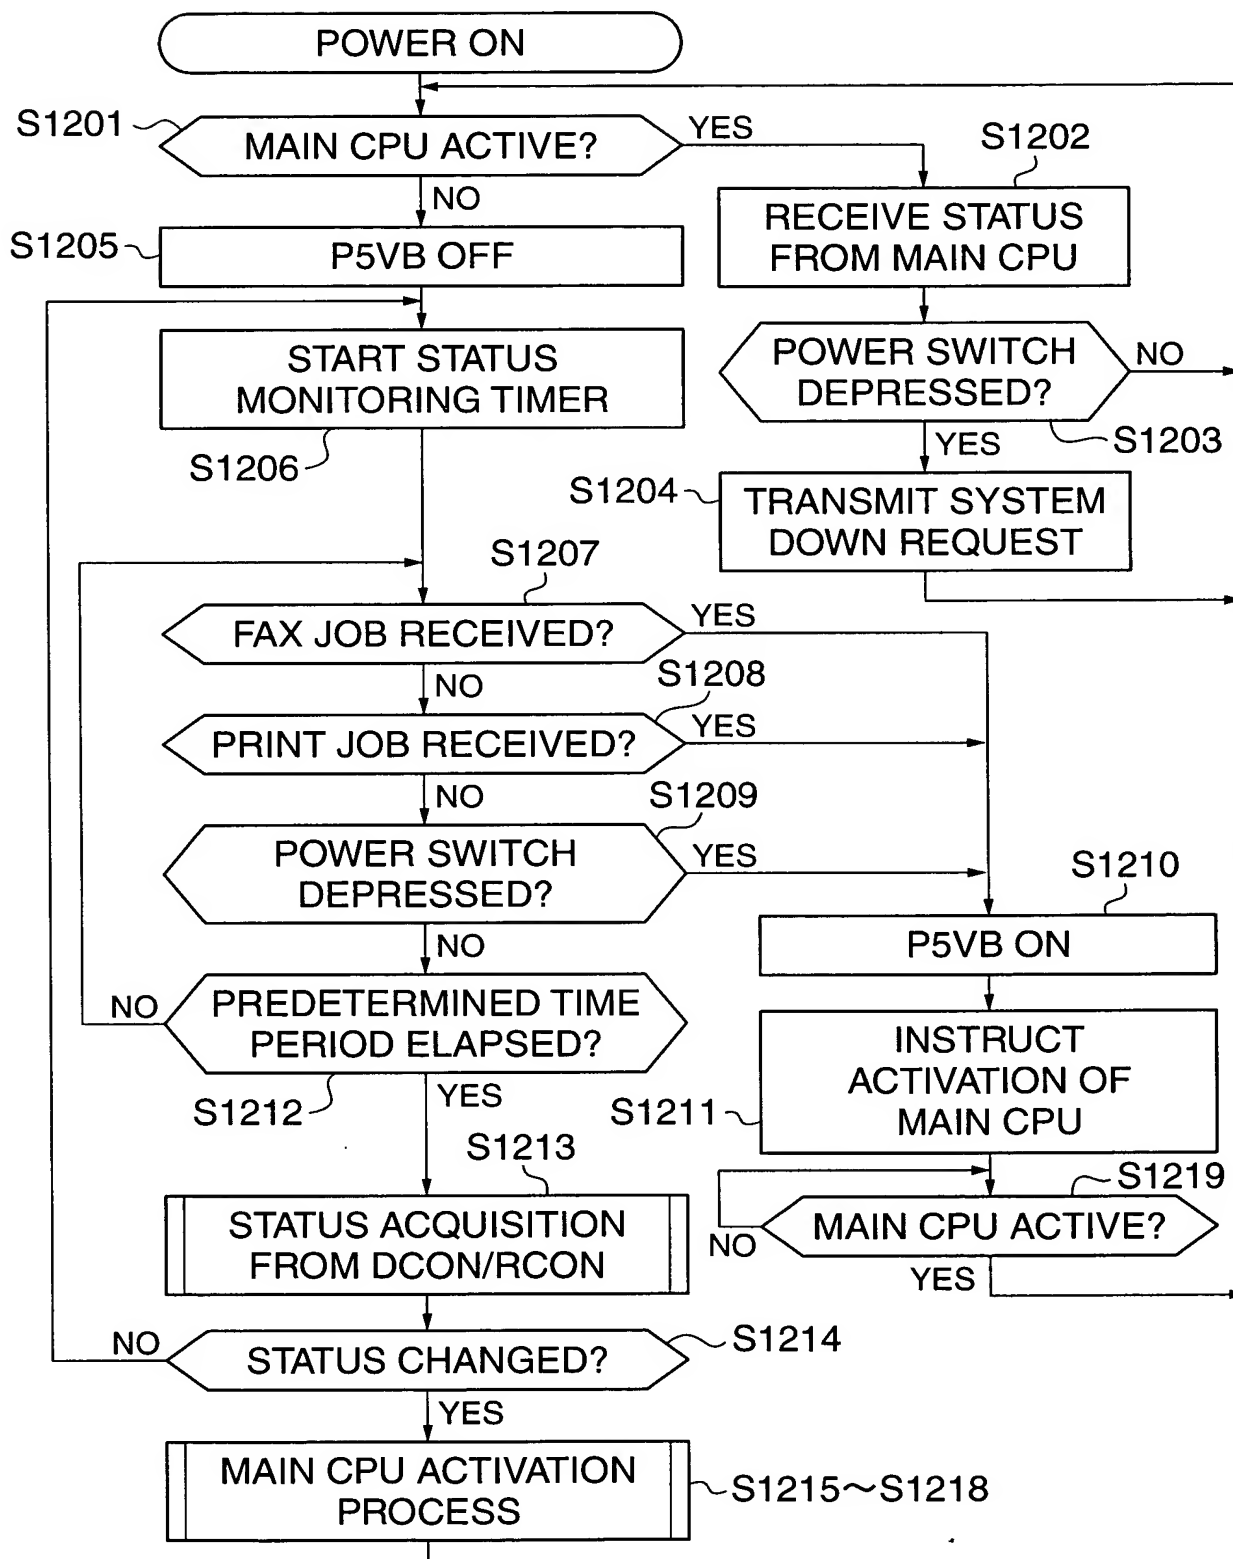 POWER ON
S1201
MAIN CPU ACTIVE?
YES
NO
S1202
RECEIVE STATUS
FROM MAIN CPU
S1205
P5VB OFF
POWER SWITCH
DEPRESSED?
NO
YES
S1203
START STATUS
MONITORING TIMER
S1206
S1204
TRANSMIT SYSTEM
DOWN REQUEST
S1207
FAX JOB RECEIVED?
YES
NO
S1208
PRINT JOB RECEIVED?
YES
NO
S1209
POWER SWITCH
DEPRESSED?
YES
NO
S1210
P5VB ON
NO
PREDETERMINED TIME
PERIOD ELAPSED?
S1212
YES
INSTRUCT
ACTIVATION OF
MAIN CPU
S1211
S1213
STATUS ACQUISITION
FROM DCON/RCON
S1219
MAIN CPU ACTIVE?
NO
YES
NO
STATUS CHANGED?
S1214
YES
MAIN CPU ACTIVATION
PROCESS
S1215~S1218